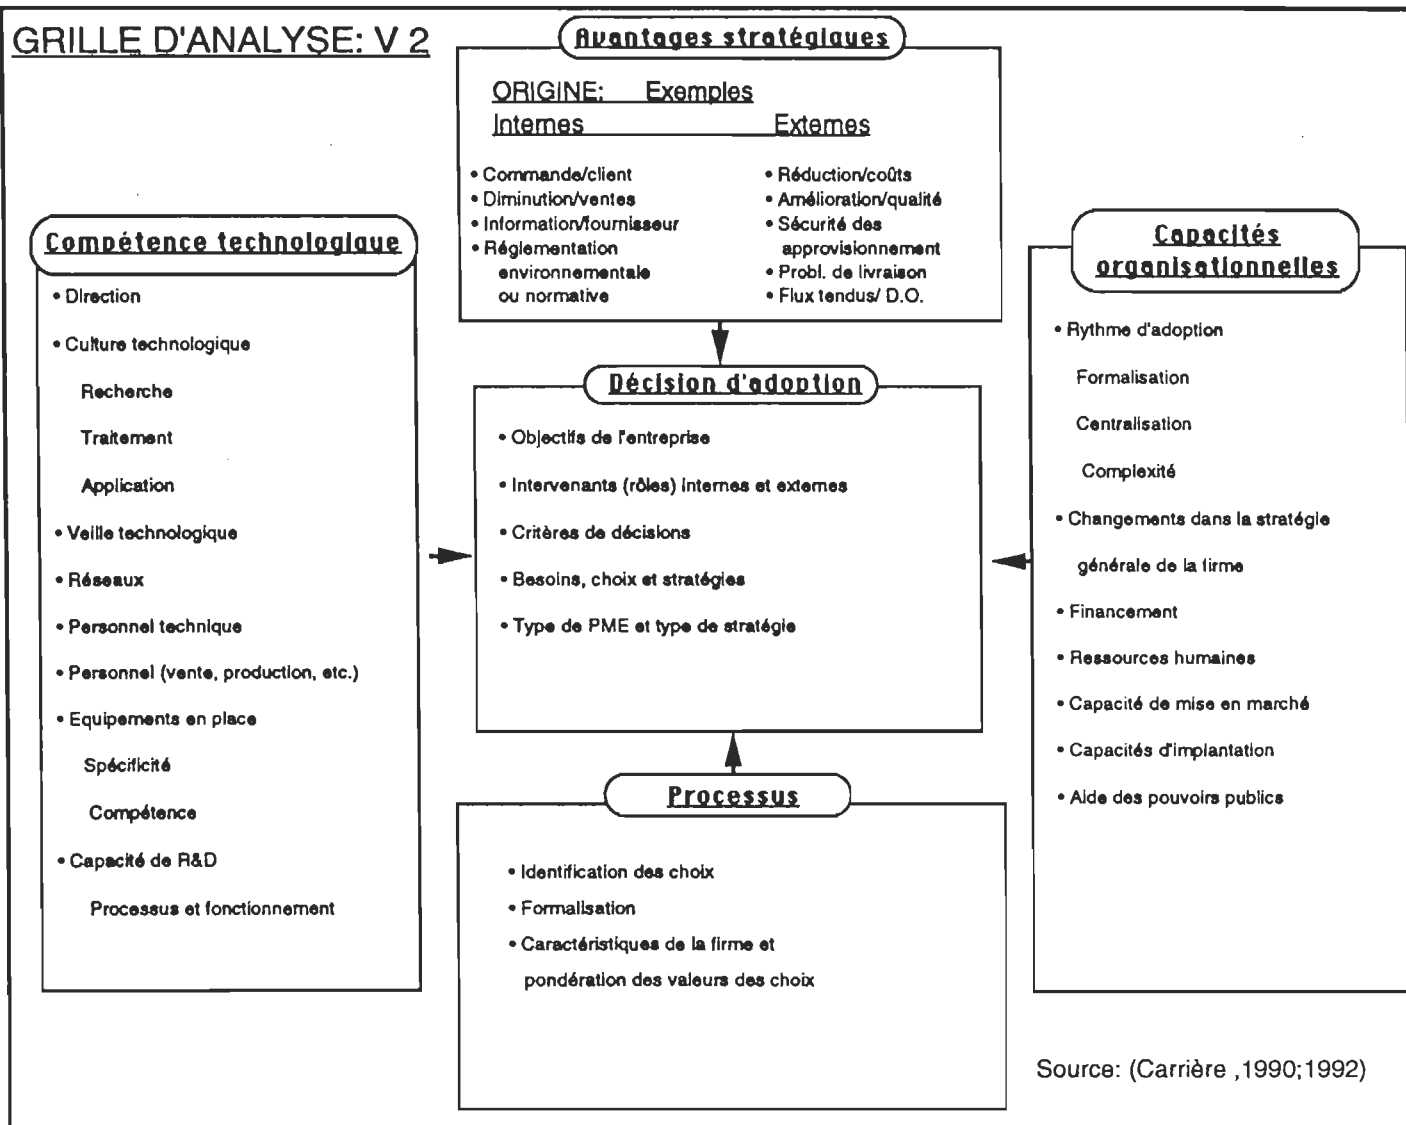 GRILLE D'ANALYSE: V 2
Avantages stratégiques
ORIGINE: Exemples
Internes Externes
• Commande/client
• Diminution/ventes
• Information/fournisseur
• Réglementation
environnementale
ou normative
• Réduction/coûts
• Amélioration/qualité
• Sécurité des
approvisionnement
• Probl. de livraison
• Flux tendus/ D.O.
Compétence technologique
• Direction
• Culture technologique
Recherche
Traitement
Application
• Veille technologique
• Réseaux
• Personnel technique
• Personnel (vente, production, etc.)
• Equipements en place
Spécificité
Compétence
• Capacité de R&D
Processus et fonctionnement
Décision d'adoption
• Objectifs de l'entreprise
• Intervenants (rôles) internes et externes
• Critères de décisions
• Besoins, choix et stratégies
• Type de PME et type de stratégie
Capacités
organisationnelles
• Rythme d'adoption
Formalisation
Centralisation
Complexité
• Changements dans la stratégie
générale de la firme
• Financement
• Ressources humaines
• Capacité de mise en marché
• Capacités d'implantation
• Aide des pouvoirs publics
Processus
• Identification des choix
• Formalisation
• Caractéristiques de la firme et
pondération des valeurs des choix
Source: (Carrière ,1990;1992)